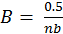 B = 0.5/nb